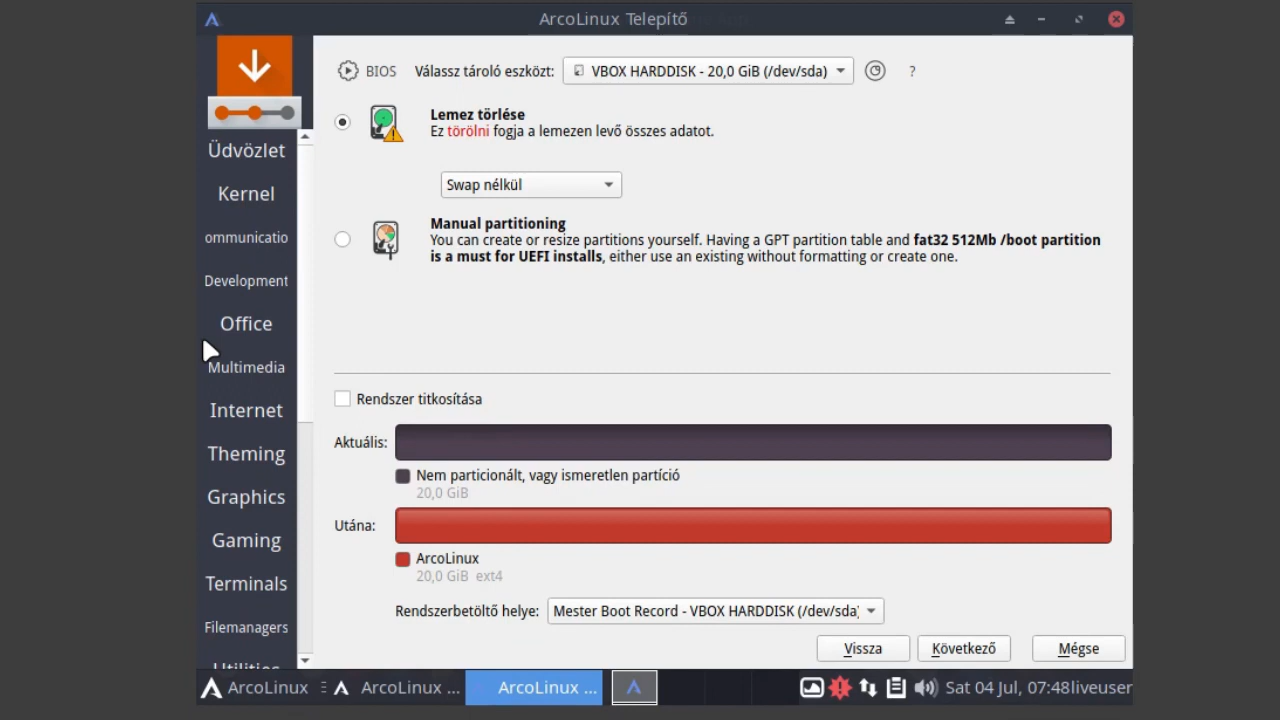 ArcoLinux Telepítő
BIOS Válassz tároló eszközt: VBOX HARDDISK - 20,0 GiB (/dev/sda) ?
Lemez törlése
Ez törölni fogja a lemezen levő összes adatot.
Swap nélkül
Manual partitioning
You can create or resize partitions yourself. Having a GPT partition table and fat32 512Mb /boot partition
is a must for UEFI installs, either use an existing without formatting or create one.
Üdvözlet
Kernel
ommunicatio
Development
Office
Multimedia
Internet
Theming
Graphics
Gaming
Terminals
Filemanagers
Utilities
Rendszer titkosítása
Aktuális:
Nem particionált, vagy ismeretlen partíció
20,0 GiB
Utána:
ArcoLinux
20,0 GiB ext4
Rendszerbetöltő helye: Mester Boot Record - VBOX HARDDISK (/dev/sda)
Vissza Következő Mégse
ArcoLinux ArcoLinux ... ArcoLinux ... Sat 04 Jul, 07:48liveuser